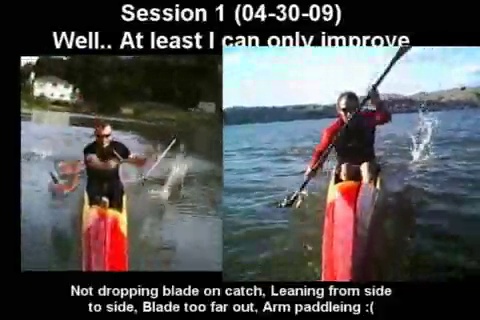 Session 1 (04-30-09)
Well.. At least I can only improve
Not dropping blade on catch, Leaning from side
to side, Blade too far out, Arm paddleing :(